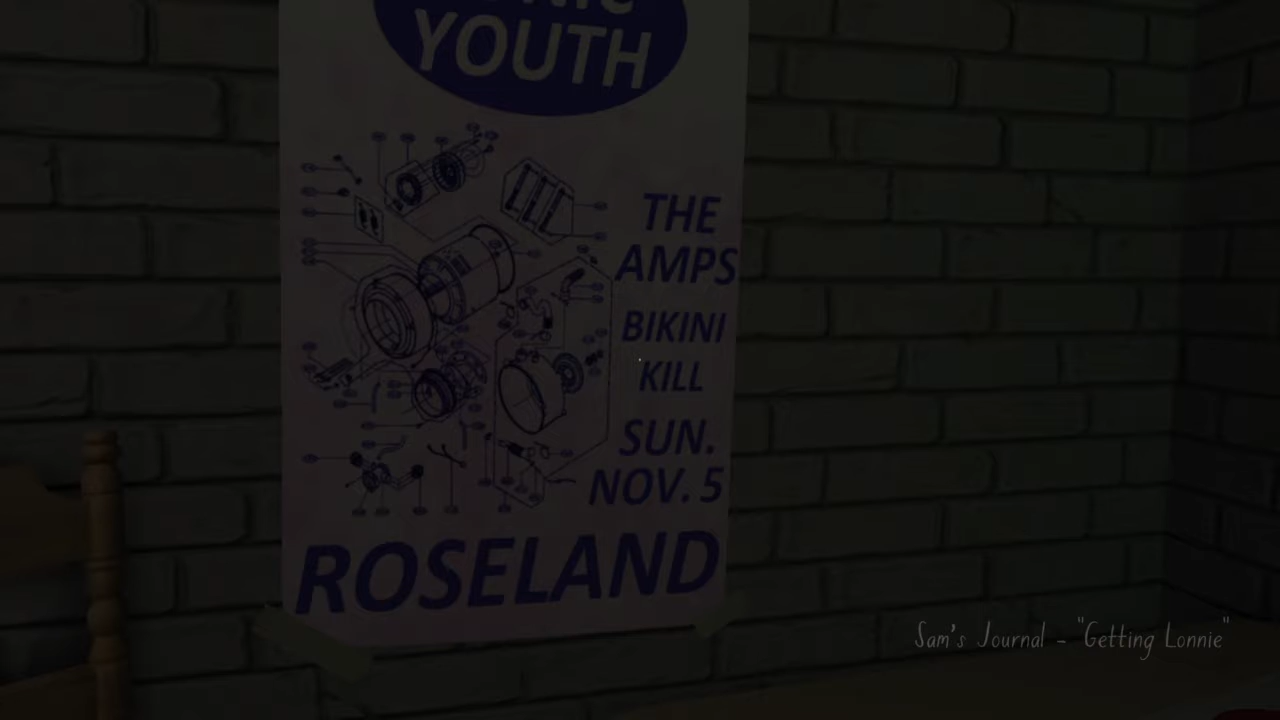 YOUTH
THE
AMPS
BIKINI
KILL
SUN.
NOV. 5
ROSELAND
Sam's Journal - "Getting Lonnie"